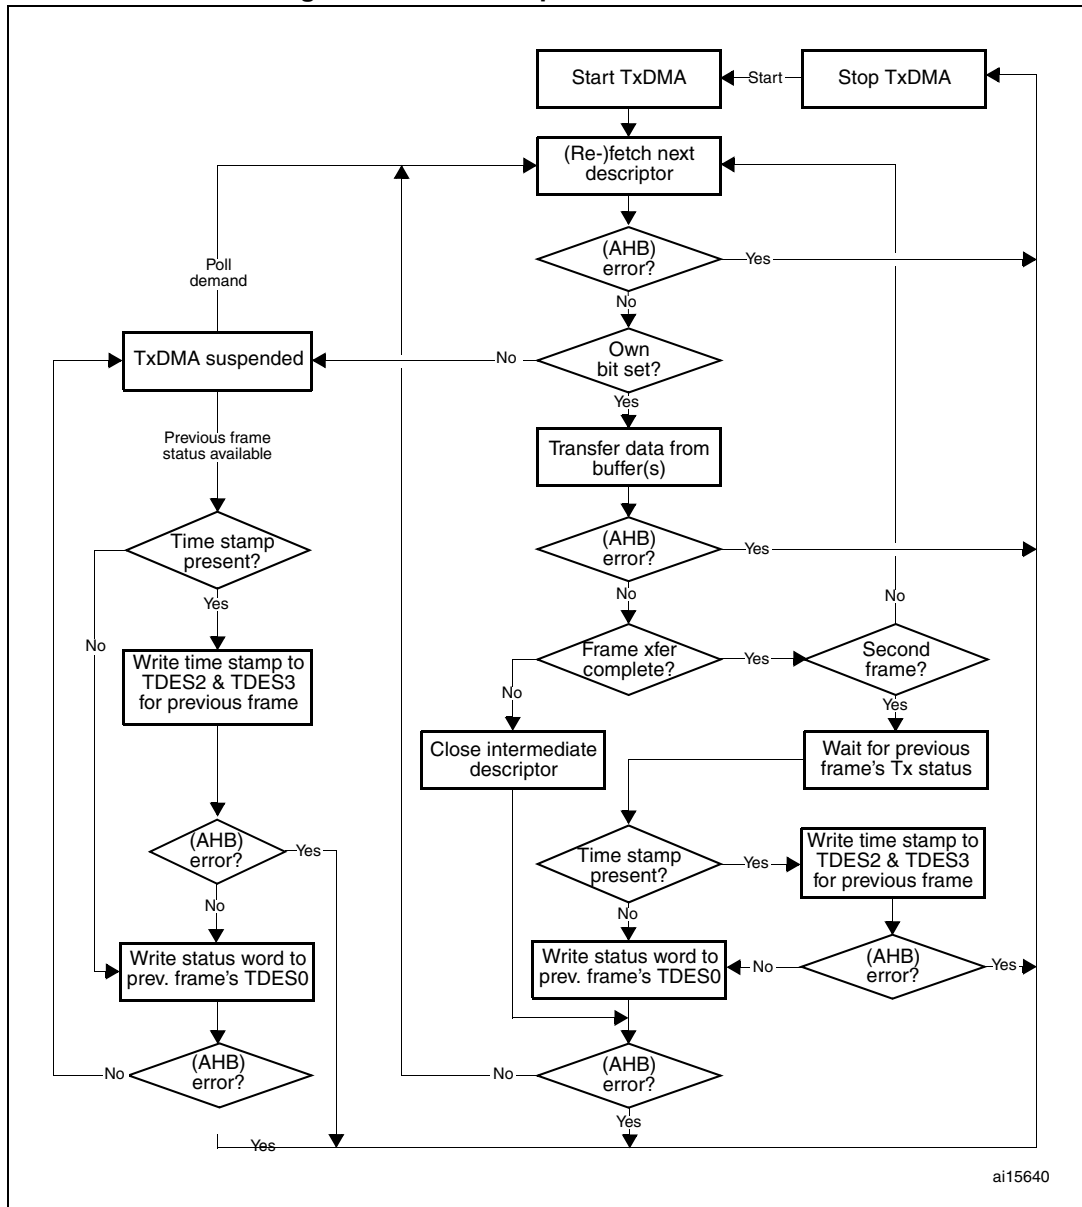 Start TxDMA
Start
Stop TxDMA
(Re-)fetch next
descriptor
(AHB)
error?
Yes
No
Poll
demand
TxDMA suspended
No
Own
bit set?
Yes
Previous frame
status available
Transfer data from
buffer(s)
Time stamp
present?
(AHB)
error?
Yes
No
Yes
No
No
Write time stamp to
TDES2 & TDES3
for previous frame
Frame xfer
complete?
Yes
Second
frame?
No
Yes
Close intermediate
descriptor
Wait for previous
frame's Tx status
(AHB)
error?
Yes
No
Time stamp
present?
Yes
Write time stamp to
TDES2 & TDES3
for previous frame
No
Write status word to
prev. frame's TDES0
Write status word to
prev. frame's TDES0
No
(AHB)
error?
Yes
No
(AHB)
error?
No
(AHB)
error?
Yes
Yes
ai15640